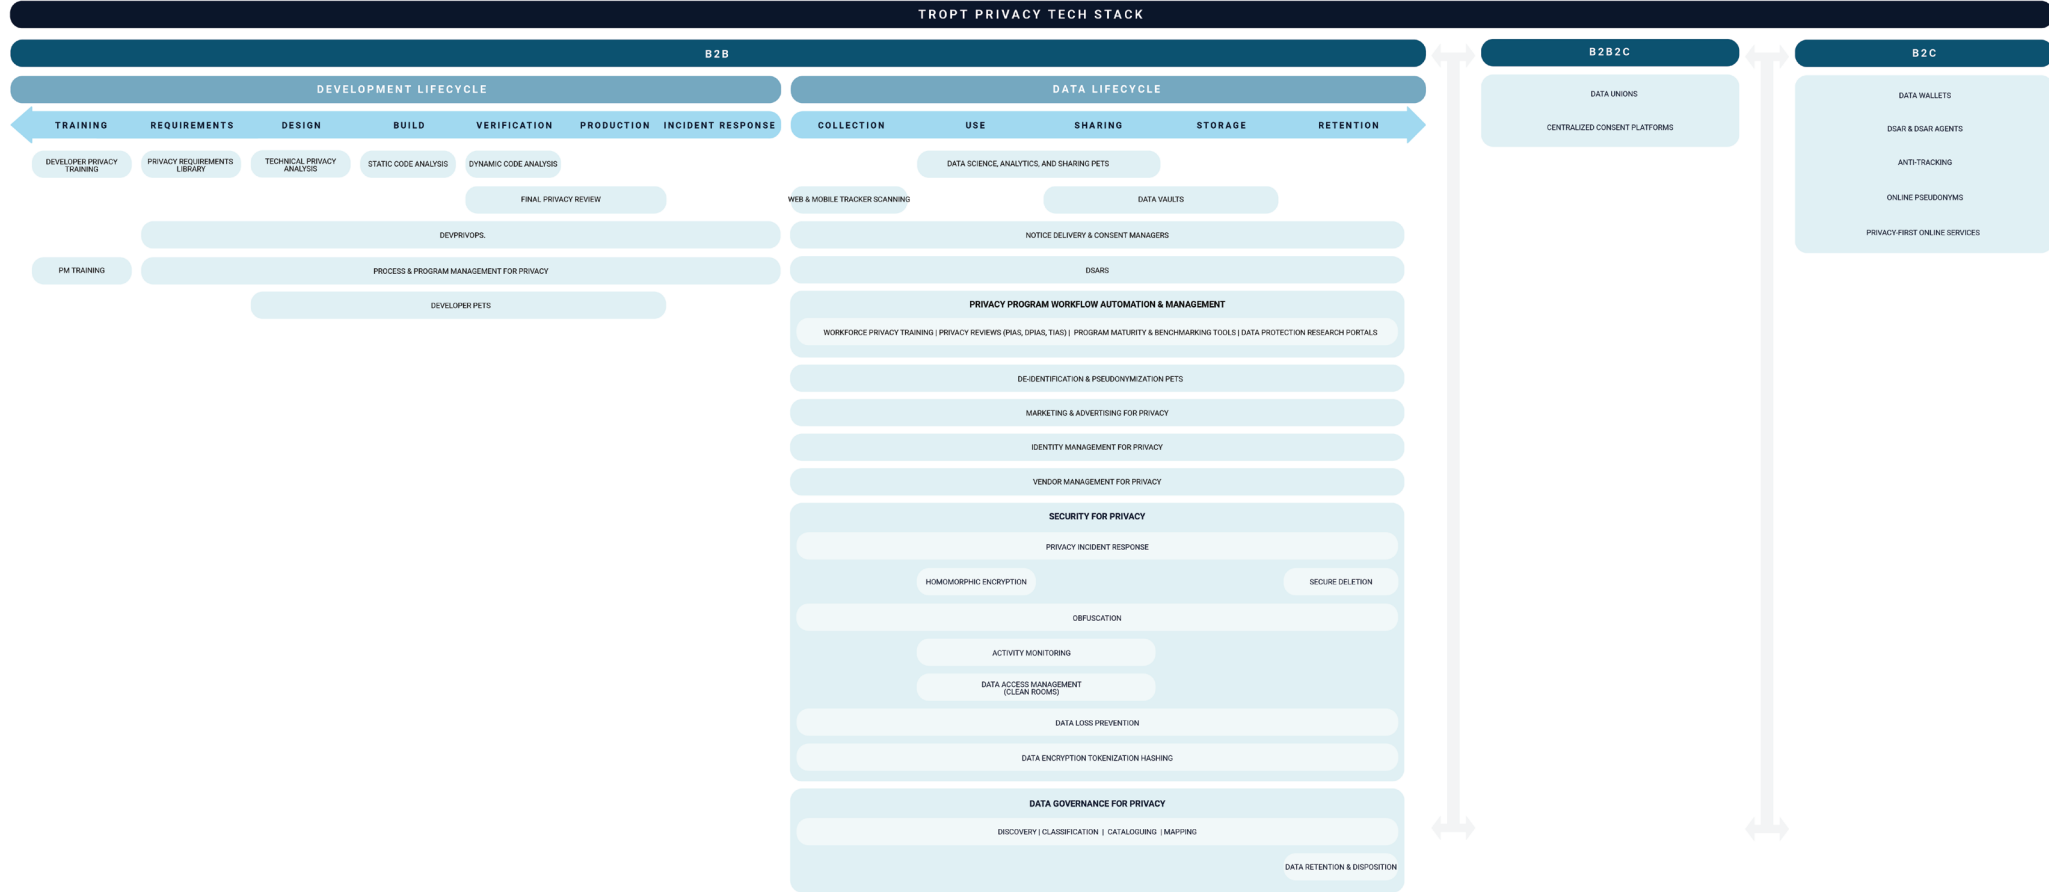 TROPT PRIVACY TECH STACK
B2B
B2B2C
B2C
DEVELOPMENT LIFECYCLE
DATA LIFECYCLE
TRAINING
REQUIREMENTS
DESIGN
BUILD
VERIFICATION
PRODUCTION
INCIDENT RESPONSE
COLLECTION
USE
SHARING
STORAGE
RETENTION
DEVELOPER PRIVACY
TRAINING
PRIVACY REQUIREMENTS
LIBRARY
TECHNICAL PRIVACY
ANALYSIS
STATIC CODE ANALYSIS
DYNAMIC CODE ANALYSIS
FINAL PRIVACY REVIEW
DEVPRIVOPS.
PM TRAINING
PROCESS & PROGRAM MANAGEMENT FOR PRIVACY
DEVELOPER PETS
DATA SCIENCE, ANALYTICS, AND SHARING PETS
WEB & MOBILE TRACKER SCANNING
DATA VAULTS
NOTICE DELIVERY & CONSENT MANAGERS
DSARS
PRIVACY PROGRAM WORKFLOW AUTOMATION & MANAGEMENT
WORKFORCE PRIVACY TRAINING | PRIVACY REVIEWS (PIAS, DPIAS, TIAS) | PROGRAM MATURITY & BENCHMARKING TOOLS | DATA PROTECTION RESEARCH PORTALS
DE-IDENTIFICATION & PSEUDONYMIZATION PETS
MARKETING & ADVERTISING FOR PRIVACY
IDENTITY MANAGEMENT FOR PRIVACY
VENDOR MANAGEMENT FOR PRIVACY
SECURITY FOR PRIVACY
PRIVACY INCIDENT RESPONSE
HOMOMORPHIC ENCRYPTION
SECURE DELETION
OBFUSCATION
ACTIVITY MONITORING
DATA ACCESS MANAGEMENT
(CLEAN ROOMS)
DATA LOSS PREVENTION
DATA ENCRYPTION TOKENIZATION HASHING
DATA GOVERNANCE FOR PRIVACY
DISCOVERY | CLASSIFICATION | CATALOGUING | MAPPING
DATA RETENTION & DISPOSITION
DATA UNIONS
CENTRALIZED CONSENT PLATFORMS
DATA WALLETS
DSAR & DSAR AGENTS
ANTI-TRACKING
ONLINE PSEUDONYMS
PRIVACY-FIRST ONLINE SERVICES